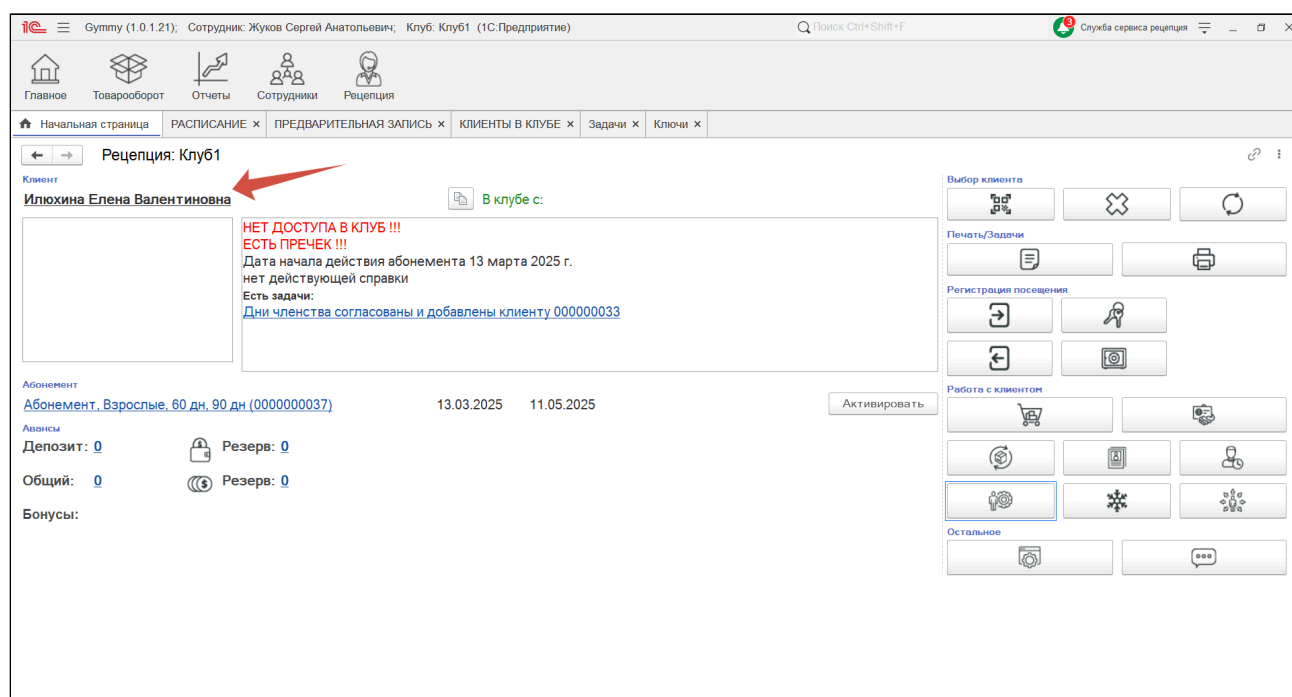 1С Gymmy (1.0.1.21); Сотрудник: Жуков Сергей Анатольевич; Клуб: Клуб1 (1С:Предприятие) Поиск Ctrl+Shift+F 3 Служба сервиса рецепция
Главное Товарооборот Отчеты Сотрудники Рецепция
Начальная страница РАСПИСАНИЕ × ПРЕДВАРИТЕЛЬНАЯ ЗАПИСЬ × КЛИЕНТЫ В КЛУБЕ × Задачи × Ключи ×
Рецепция: Клуб1
Клиент
Илюхина Елена Валентиновна В клубе с:
НЕТ ДОСТУПА В КЛУБ !!!
ЕСТЬ ПРЕЧЕК !!!
Дата начала действия абонемента 13 марта 2025 г.
нет действующей справки
Есть задачи:
Дни членства согласованы и добавлены клиенту 000000033
Абонемент
Абонемент, Взрослые, 60 дн, 90 дн (0000000037) 13.03.2025 11.05.2025 Активировать
Авансы
Депозит: 0 Резерв: 0
Общий: 0 Резерв: 0
Бонусы:
Выбор клиента
Печать/Задачи
Регистрация посещения
Работа с клиентом
Остальное